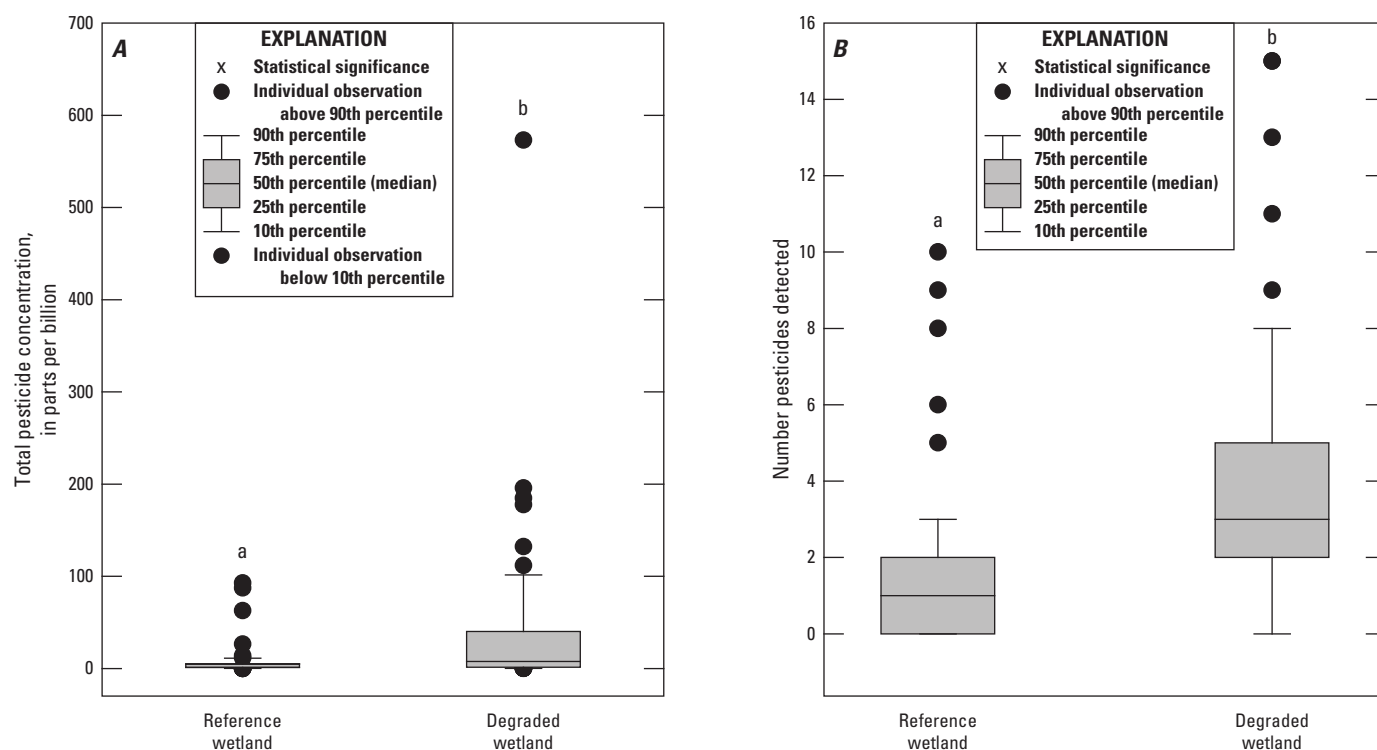 A
EXPLANATION
x Statistical significance
Individual observation
above 90th percentile
90th percentile
75th percentile
50th percentile (median)
25th percentile
10th percentile
Individual observation
below 10th percentile
700
600
500
400
300
200
100
0
Total pesticide concentration,
in parts per billion
a
b
Reference
wetland
Degraded
wetland
B
EXPLANATION
x Statistical significance
Individual observation
above 90th percentile
90th percentile
75th percentile
50th percentile (median)
25th percentile
10th percentile
16
14
12
10
8
6
4
2
0
Number pesticides detected
a
b
Reference
wetland
Degraded
wetland